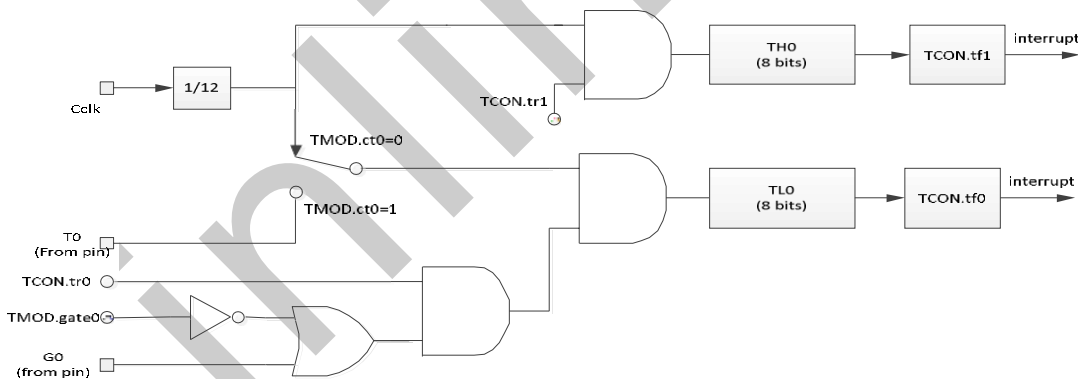 TH0
(8 bits)
TCON.tf1
interrupt
Cclk
1/12
TCON.tr1
TMOD.ct0=0
TMOD.ct0=1
TL0
(8 bits)
TCON.tf0
interrupt
T0
(From pin)
TCON.tr0
TMOD.gate0
G0
(from pin)